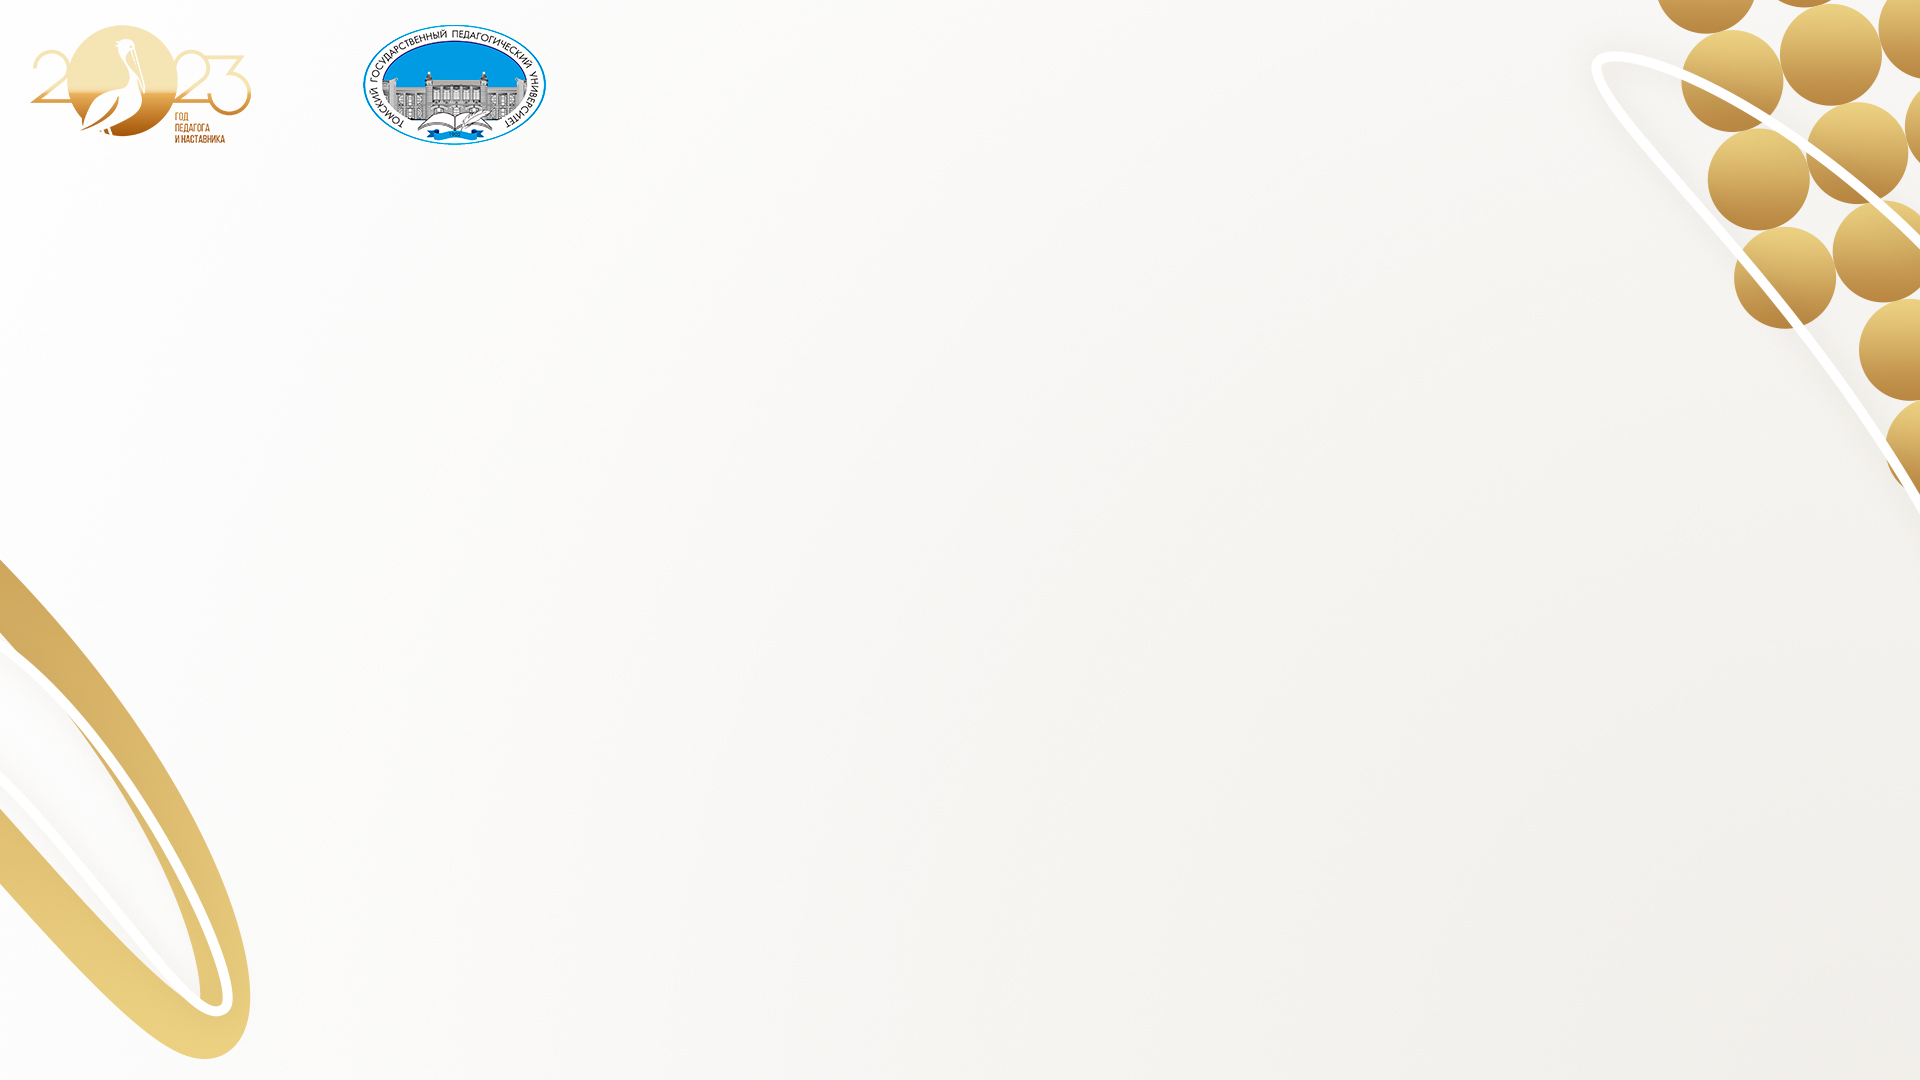 2023
ГОД
ПЕДАГОГА
И НАСТАВНИКА
ТОМСКИЙ ГОСУДАРСТВЕННЫЙ ПЕДАГОГИЧЕСКИЙ УНИВЕРСИТЕТ